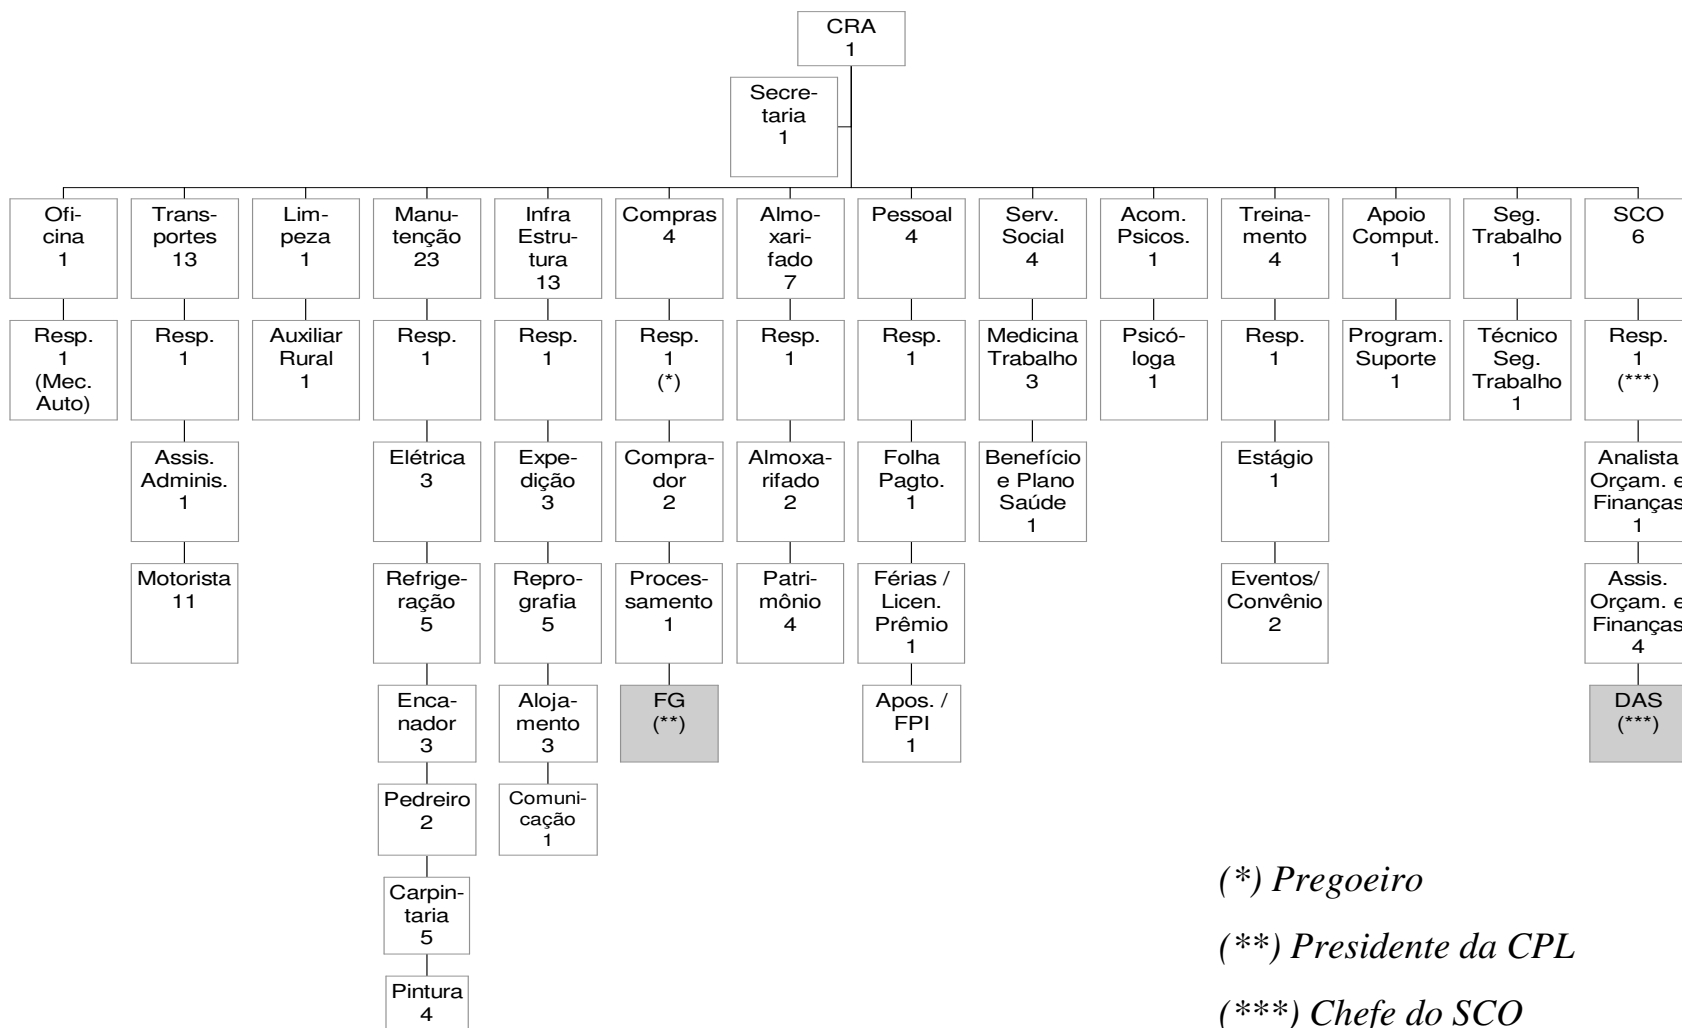 CRA
1
Secre-
taria
1
Ofi-
cina
1
Trans-
portes
13
Lim-
peza
1
Manu-
tenção
23
Infra
Estru-
tura
13
Compras
4
Almo-
xari-
fado
7
Pessoal
4
Serv.
Social
4
Acom.
Psicos.
1
Treina-
mento
4
Apoio
Comput.
1
Seg.
Trabalho
1
SCO
6
Resp.
1
(Mec.
Auto)
Resp.
1
Auxiliar
Rural
1
Resp.
1
Resp.
1
Resp.
1
(*)
Resp.
1
Resp.
1
Medicina
Trabalho
3
Psicó-
loga
1
Resp.
1
Program.
Suporte
1
Técnico
Seg.
Trabalho
1
Resp.
1
(***)
Assis.
Adminis.
1
Elétrica
3
Expe-
dição
3
Compra-
dor
2
Almoxa-
rifado
2
Folha
Pagto.
1
Benefício
e Plano
Saúde
1
Estágio
1
Analista
Orçam. e
Finanças
1
Motorista
11
Refrige-
ração
5
Repro-
grafia
5
Proces-
samento
1
Patri-
mônio
4
Férias /
Licen.
Prêmio
1
Eventos/
Convênio
2
Assis.
Orçam. e
Finanças
4
Enca-
nador
3
Aloja-
mento
3
FG
(**)
Apos. /
FPI
1
DAS
(***)
Pedreiro
2
Comuni-
cação
1
Carpin-
taria
5
Pintura
4
(*) Pregoeiro
(**) Presidente da CPL
(***) Chefe do SCO